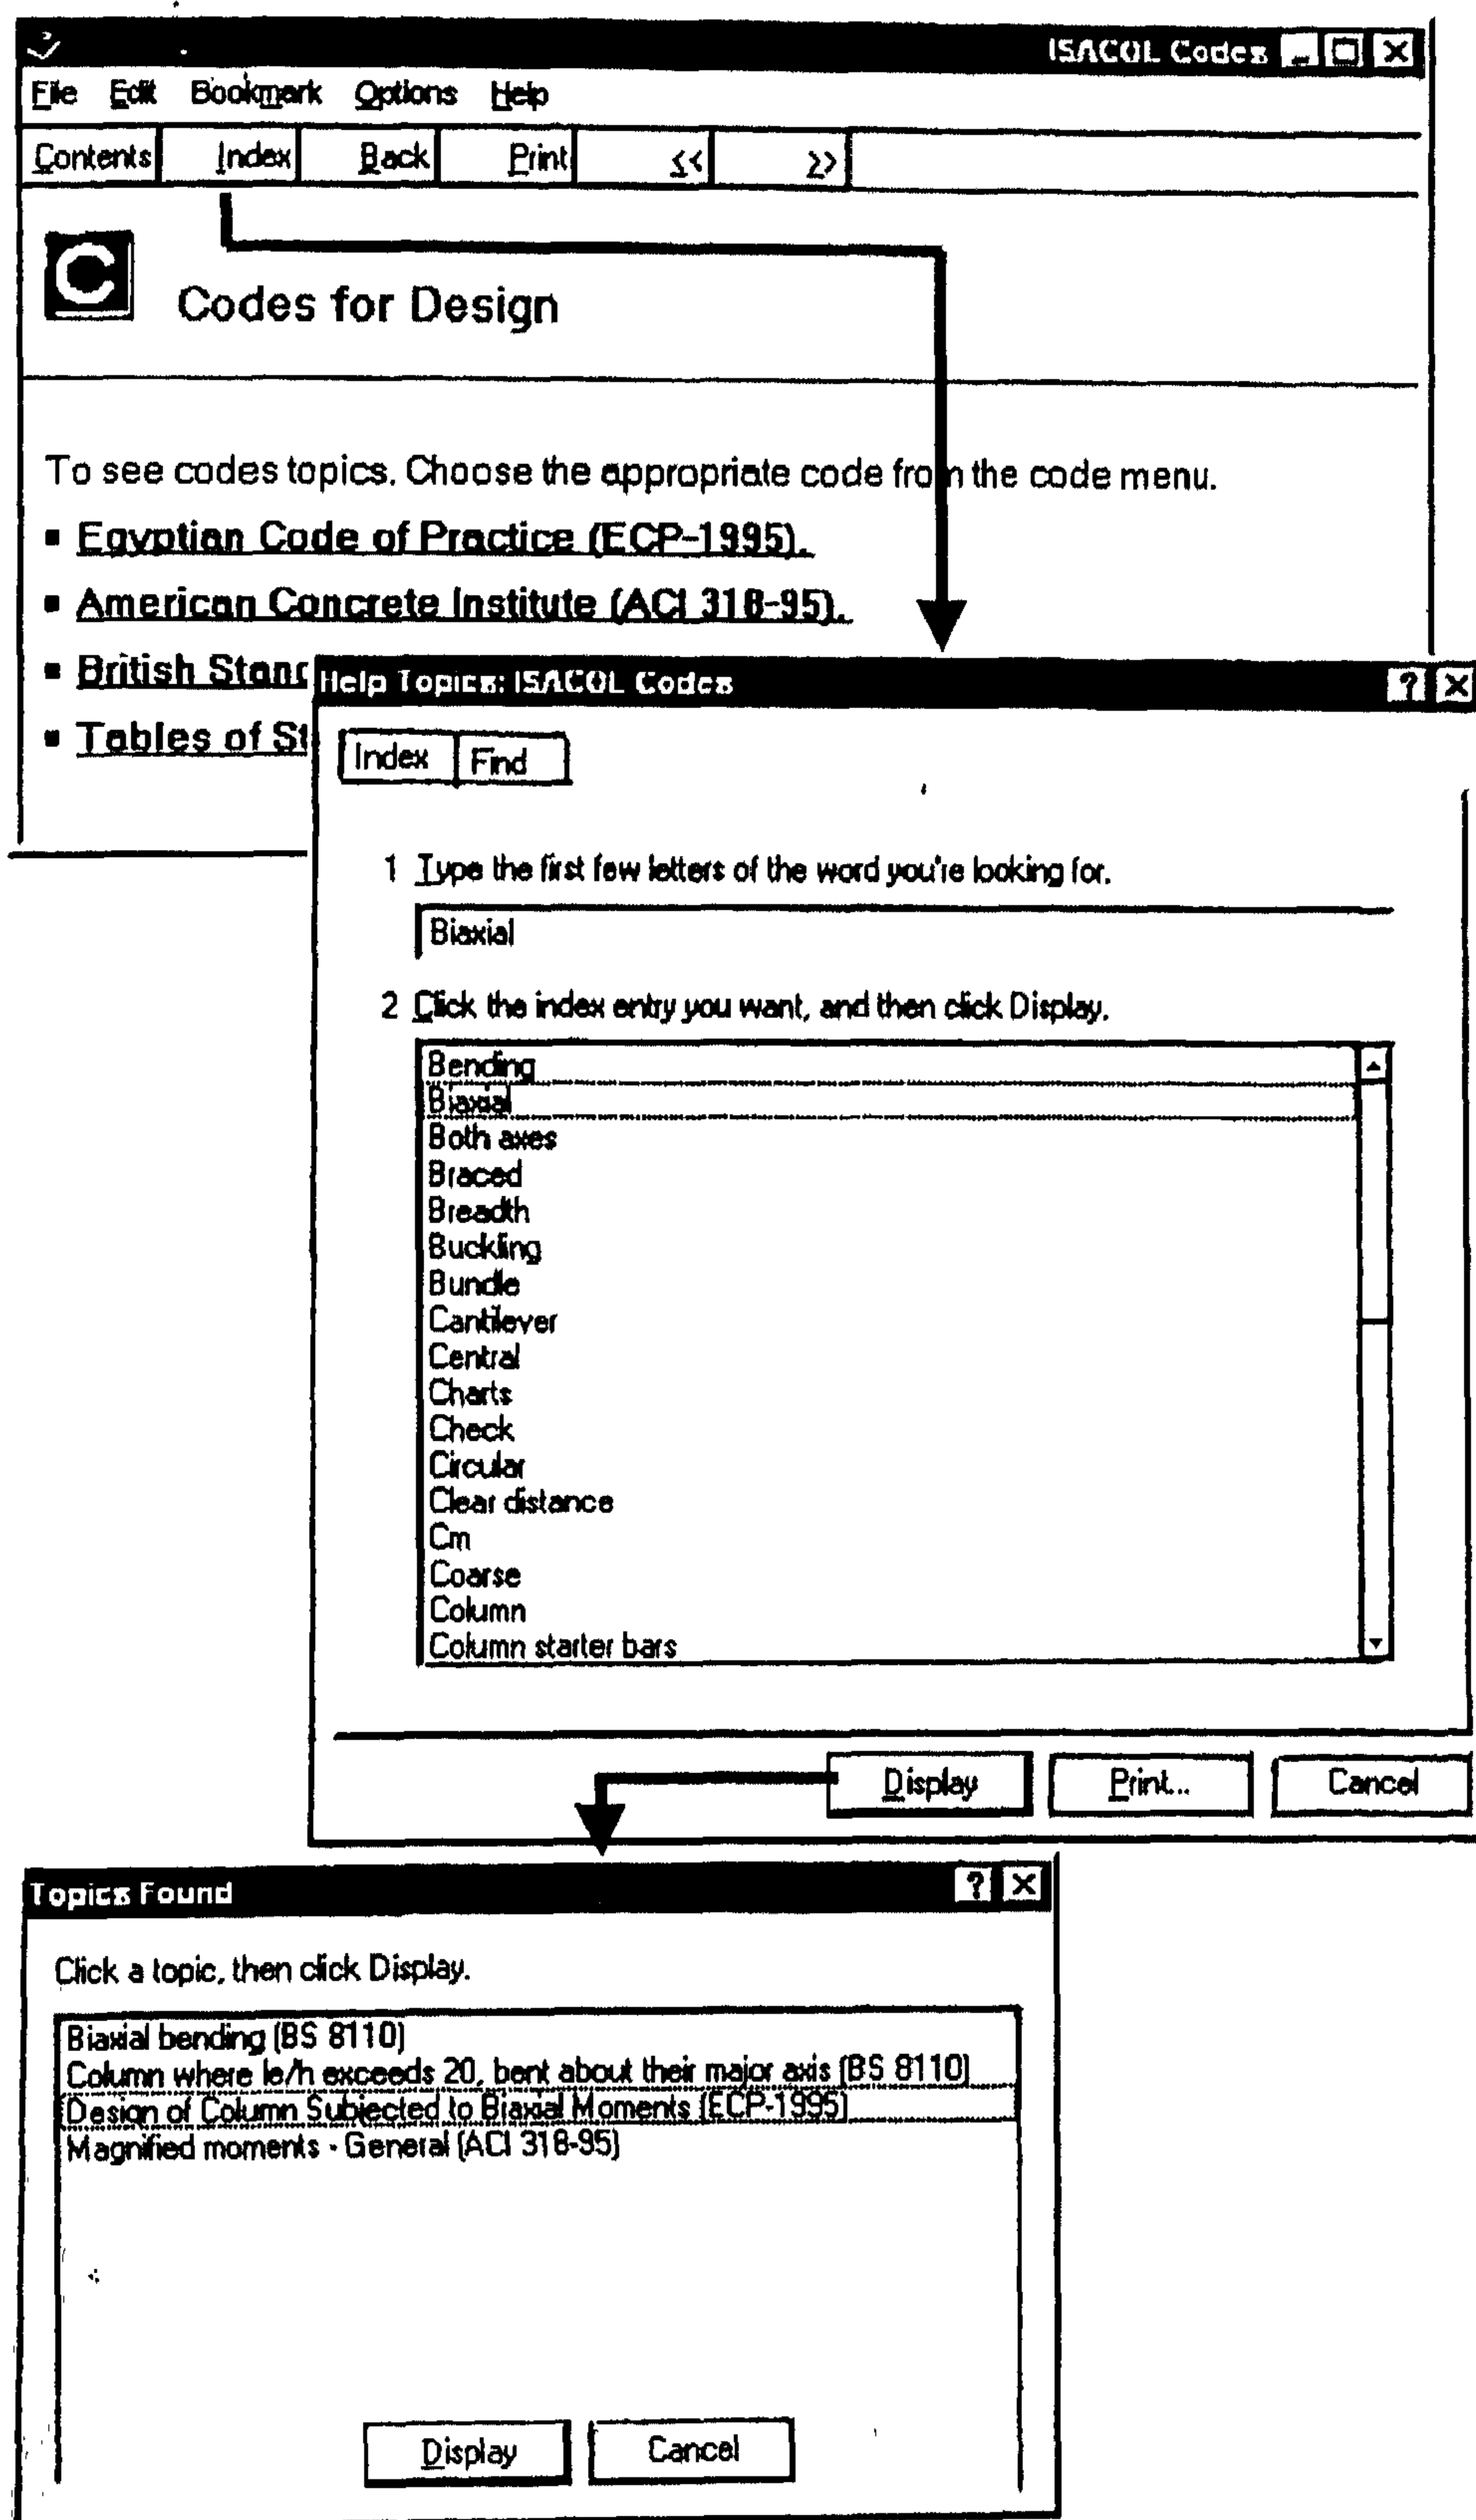 ISACOL Codes
File Edit Bookmark Options Help
Contents Index Back Print << >>
C
Codes for Design
To see codes topics. Choose the appropriate code from the code menu.
▪ Egyptian Code of Practice (ECP-1995).
▪ American Concrete Institute (ACI 318-95).
▪ British Stand
▪ Tables of St
Help Topics: ISACOL Codes
Index Find
1 Type the first few letters of the word you're looking for.
Biaxial
2 Click the index entry you want, and then click Display.
Bending
Biaxial
Both axes
Braced
Breadth
Buckling
Bundle
Cantilever
Central
Charts
Check
Circular
Clear distance
Cm
Coarse
Column
Column starter bars
Display Print... Cancel
Topics Found
Click a topic, then click Display.
Biaxial bending (BS 8110)
Column where le/h exceeds 20, bent about their major axis (BS 8110)
Design of Column Subjected to Biaxial Moments (ECP-1995)
Magnified moments - General (ACI 318-95)
Display Cancel